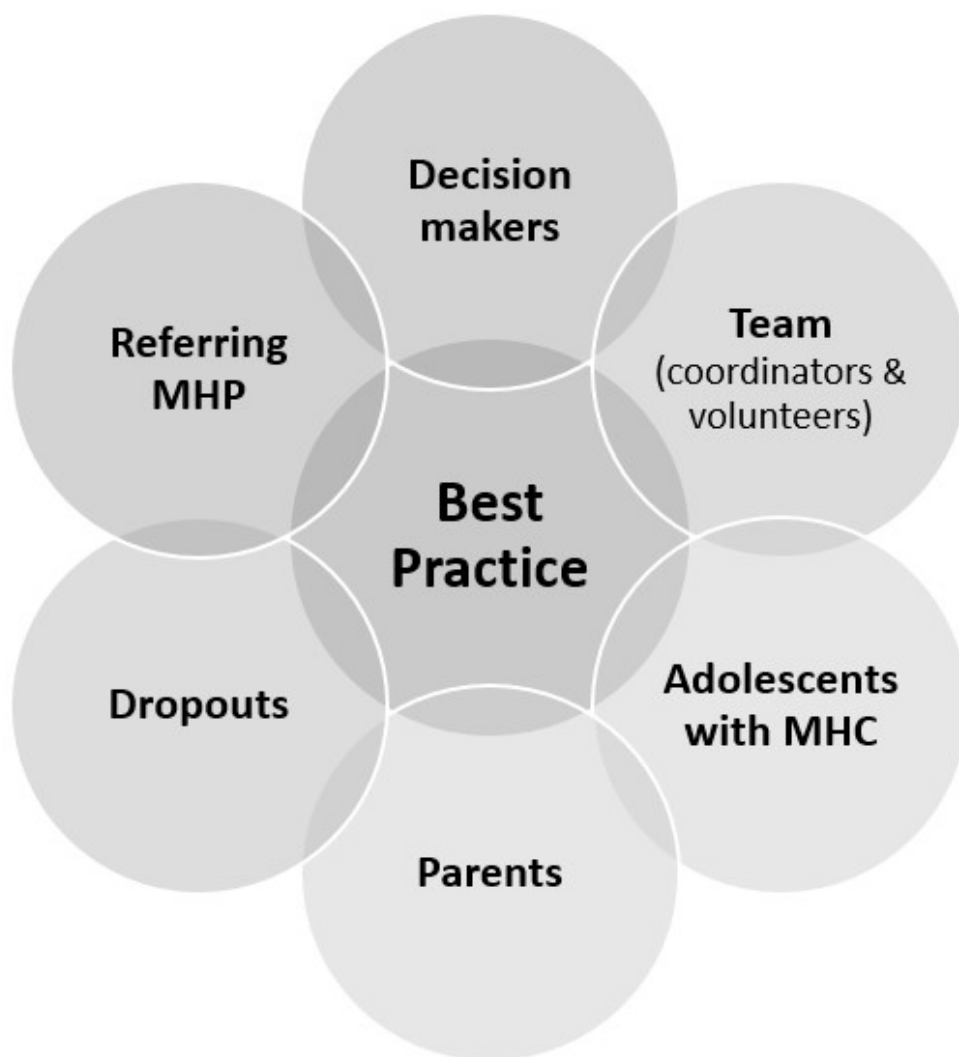 Decision
makers
Team
(coordinators &
volunteers)
Referring
MHP
Best
Practice
Adolescents
with MHC
Dropouts
Parents